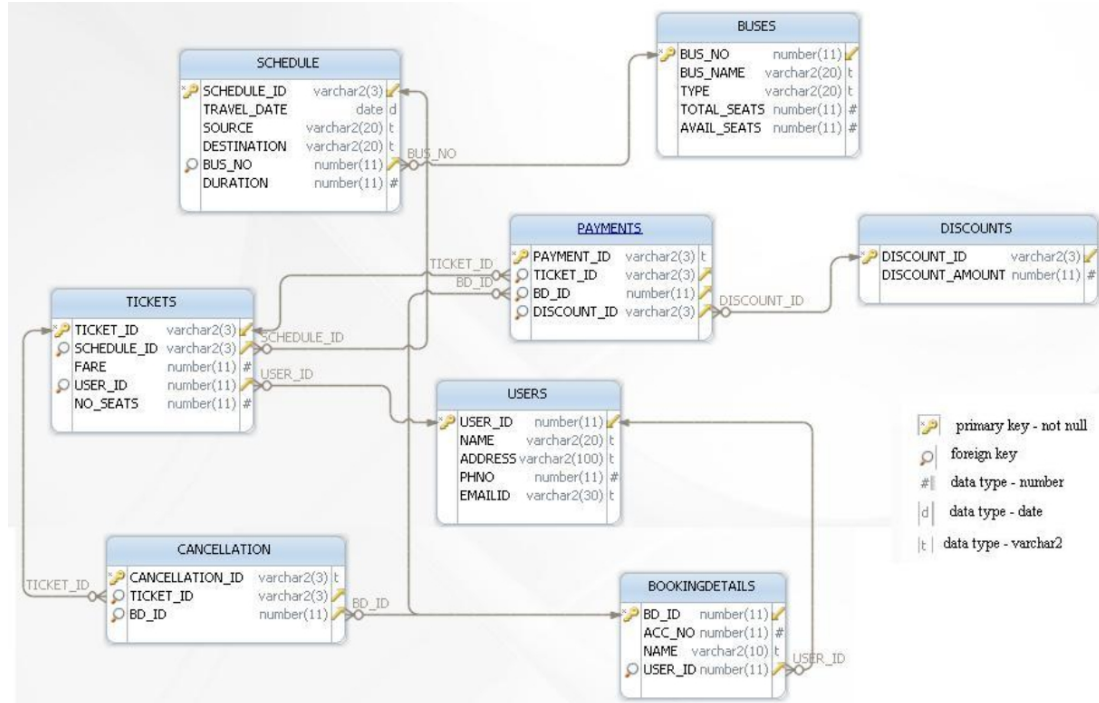 BUSES
BUS_NO number(11)
BUS_NAME varchar2(20) t
TYPE varchar2(20) t
TOTAL_SEATS number(11) #
AVAIL_SEATS number(11) #
SCHEDULE
SCHEDULE_ID varchar2(3)
TRAVEL_DATE date d
SOURCE varchar2(20) t
DESTINATION varchar2(20) t
BUS_NO number(11)
DURATION number(11) #
BUS_NO
PAYMENTS
PAYMENT_ID varchar2(3) t
TICKET_ID varchar2(3)
BD_ID number(11)
DISCOUNT_ID varchar2(3)
TICKET_ID
BD_ID
DISCOUNT_ID
DISCOUNTS
DISCOUNT_ID varchar2(3)
DISCOUNT_AMOUNT number(11) #
TICKETS
TICKET_ID varchar2(3)
SCHEDULE_ID varchar2(3)
FARE number(11) #
USER_ID number(11)
NO_SEATS number(11) #
SCHEDULE_ID
USER_ID
USERS
USER_ID number(11)
NAME varchar2(20) t
ADDRESS varchar2(100) t
PHNO number(11) #
EMAILID varchar2(30) t
primary key - not null
foreign key
# data type - number
d data type - date
t data type - varchar2
CANCELLATION
CANCELLATION_ID varchar2(3) t
TICKET_ID varchar2(3)
BD_ID number(11)
TICKET_ID
BD_ID
BOOKINGDETAILS
BD_ID number(11)
ACC_NO number(11) #
NAME varchar2(10) t
USER_ID number(11)
USER_ID